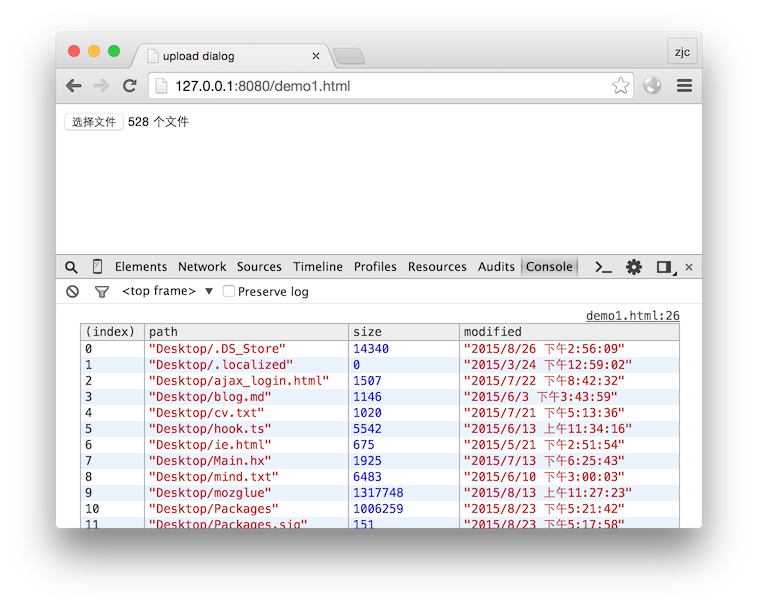 upload dialog
zjc
127.0.0.1:8080/demo1.html
选择文件 528 个文件
Elements Network Sources Timeline Profiles Resources Audits Console
<top frame> Preserve log
demo1.html:26
(index) path size modified
0 "Desktop/.DS_Store" 14340 "2015/8/26 下午2:56:09"
1 "Desktop/.localized" 0 "2015/3/24 下午12:59:02"
2 "Desktop/ajax_login.html" 1507 "2015/7/22 下午8:42:32"
3 "Desktop/blog.md" 1146 "2015/6/3 下午3:43:59"
4 "Desktop/cv.txt" 1020 "2015/7/21 下午5:13:36"
5 "Desktop/hook.ts" 5542 "2015/6/13 上午11:34:16"
6 "Desktop/ie.html" 675 "2015/5/21 下午2:51:54"
7 "Desktop/Main.hx" 1925 "2015/7/13 下午6:25:43"
8 "Desktop/mind.txt" 6483 "2015/6/10 下午3:00:03"
9 "Desktop/mozglue" 1317748 "2015/8/13 上午11:27:23"
10 "Desktop/Packages" 1006259 "2015/8/23 下午5:21:42"
11 "Desktop/Packages.sig" 151 "2015/8/23 下午5:17:58"